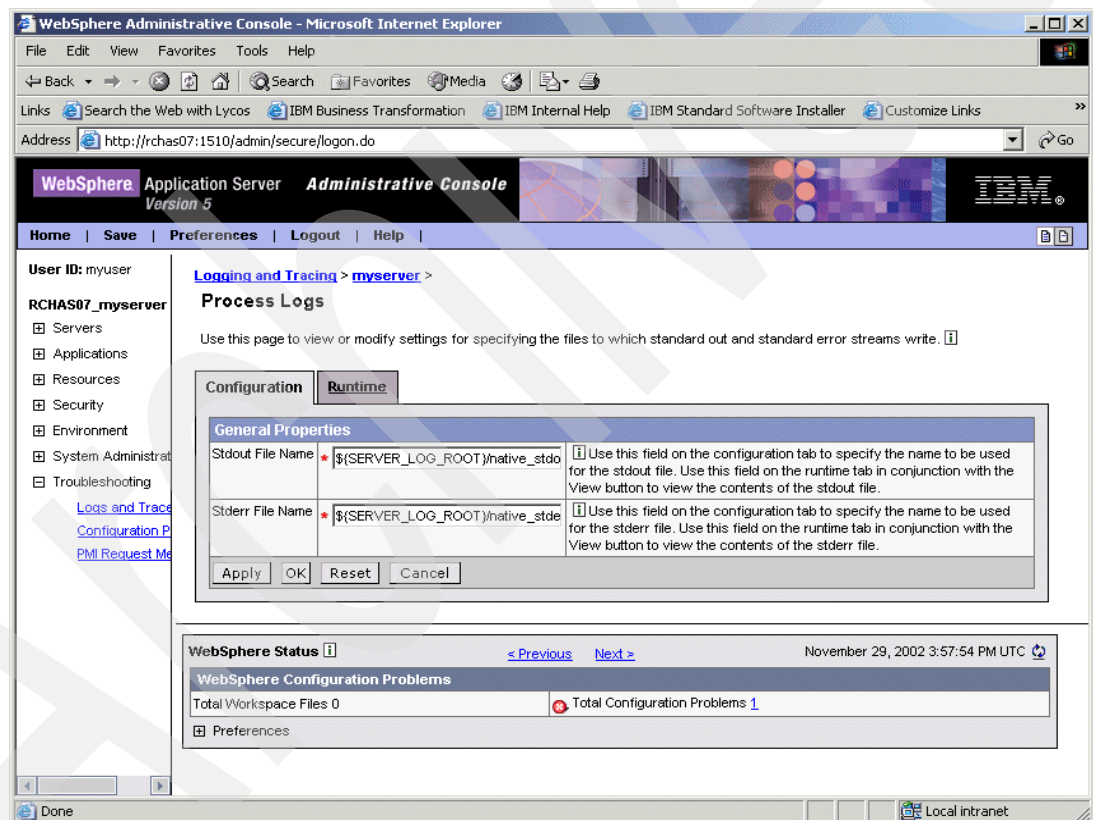 WebSphere Administrative Console - Microsoft Internet Explorer
File Edit View Favorites Tools Help
Back Search Favorites Media
Links Search the Web with Lycos IBM Business Transformation IBM Internal Help IBM Standard Software Installer Customize Links »
Address http://rchas07:1510/admin/secure/logon.do Go
WebSphere Application Server Administrative Console
Version 5
IBM
Home | Save | Preferences | Logout | Help |
User ID: myuser
RCHAS07_myserver
Servers
Applications
Resources
Security
Environment
System Administrat
Troubleshooting
Logs and Trace
Configuration P
PMI Request Me
Logging and Tracing > myserver >
Process Logs
Use this page to view or modify settings for specifying the files to which standard out and standard error streams write. i
Configuration Runtime
General Properties
Stdout File Name * ${SERVER_LOG_ROOT}/native_stdo
i Use this field on the configuration tab to specify the name to be used
for the stdout file. Use this field on the runtime tab in conjunction with the
View button to view the contents of the stdout file.
Stderr File Name * ${SERVER_LOG_ROOT}/native_stde
i Use this field on the configuration tab to specify the name to be used
for the stderr file. Use this field on the runtime tab in conjunction with the
View button to view the contents of the stderr file.
Apply OK Reset Cancel
WebSphere Status i < Previous Next > November 29, 2002 3:57:54 PM UTC
WebSphere Configuration Problems
Total Workspace Files 0 Total Configuration Problems 1
Preferences
Done Local intranet